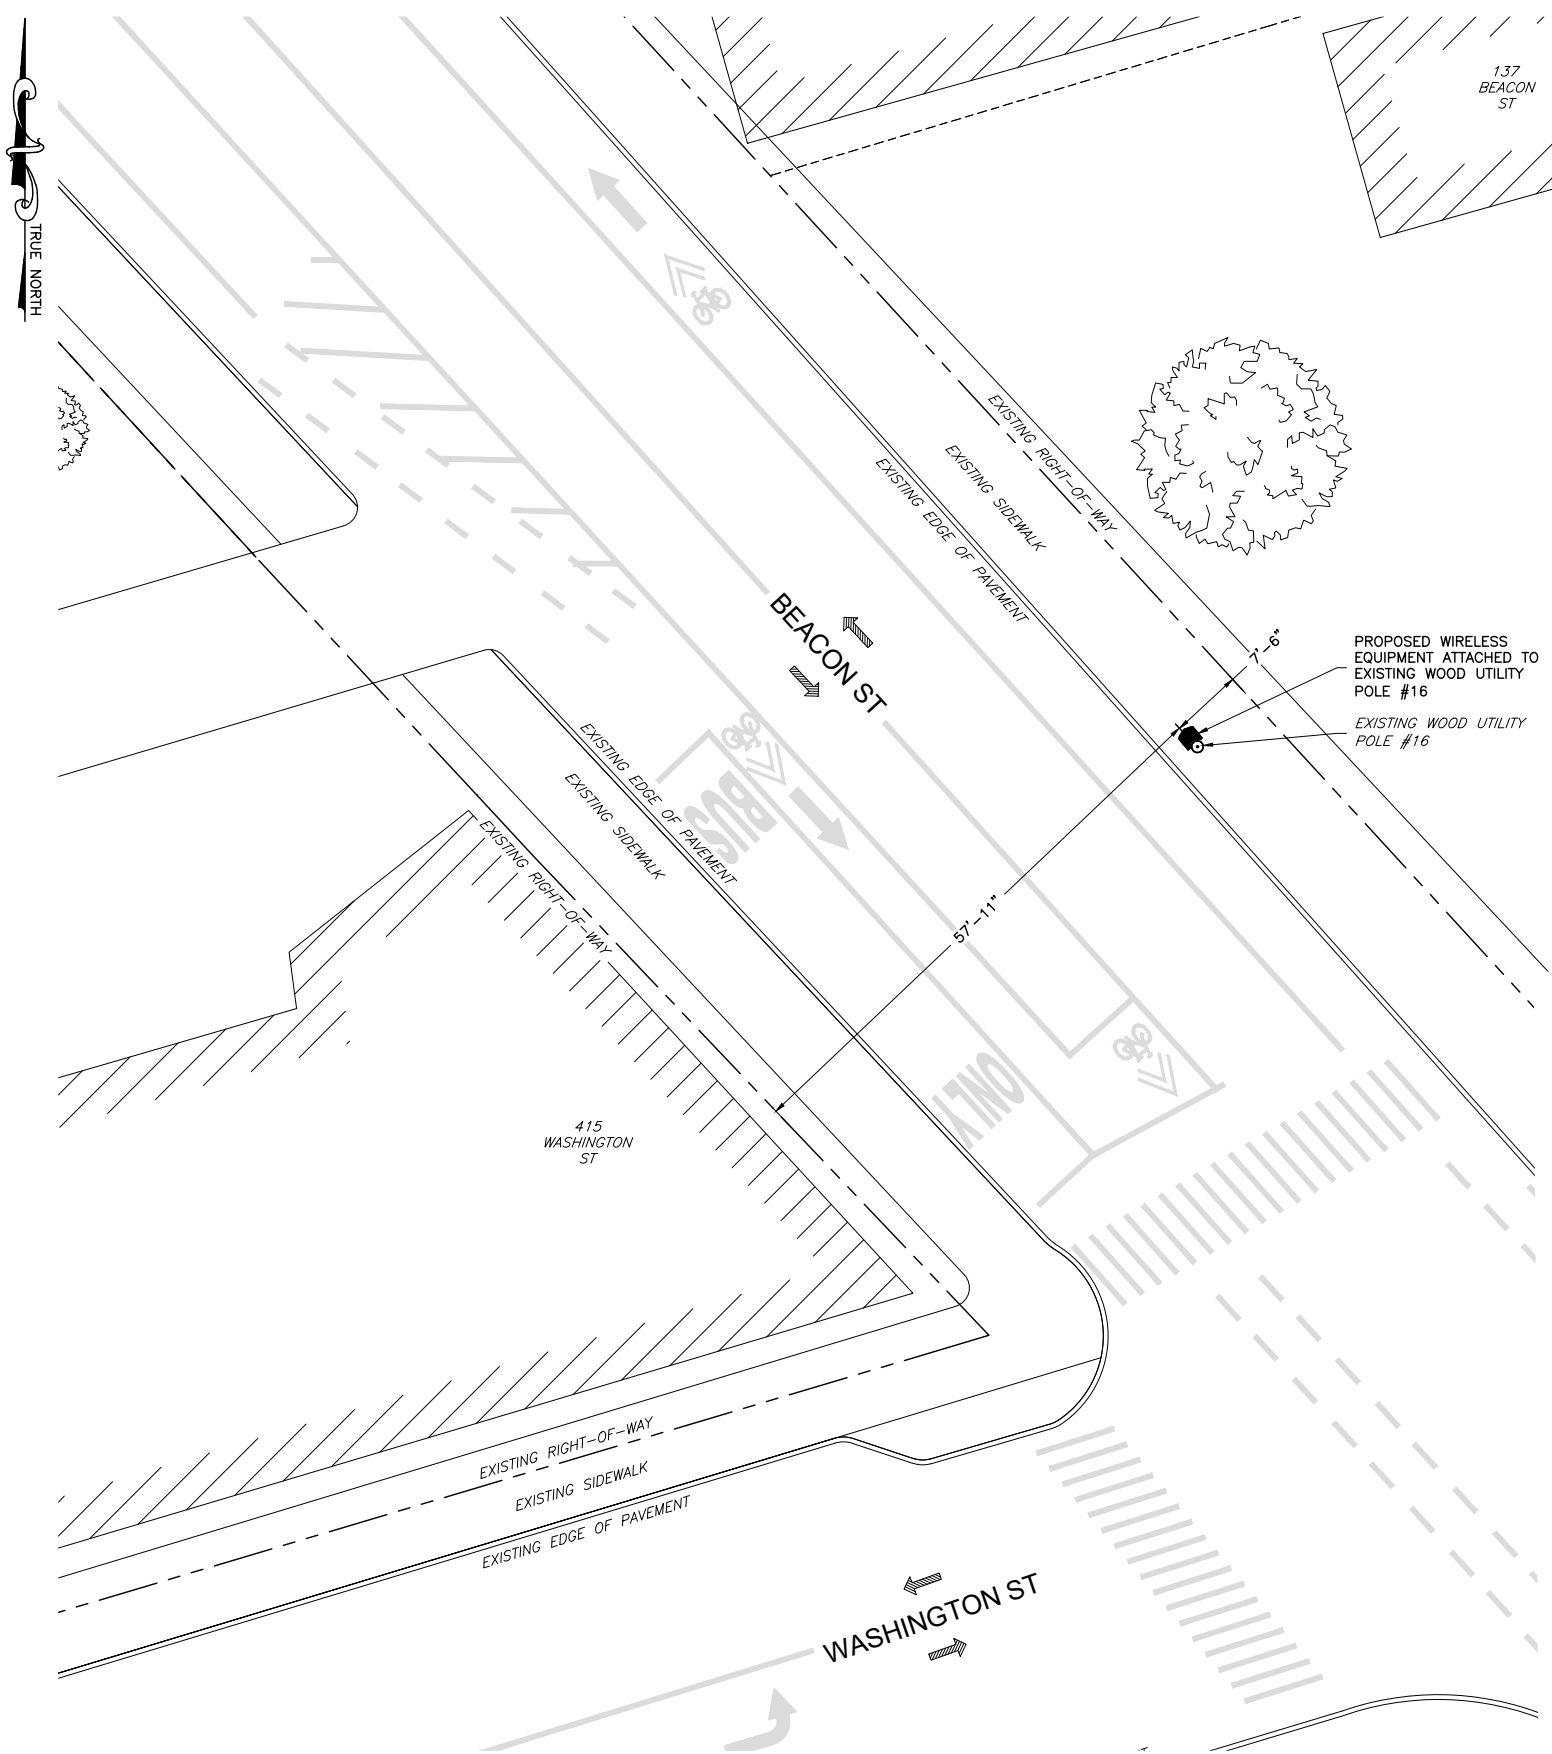 137
BEACON
ST
TRUE NORTH
EXISTING RIGHT-OF-WAY
EXISTING SIDEWALK
EXISTING EDGE OF PAVEMENT
BEACON ST
7'-6"
PROPOSED WIRELESS
EQUIPMENT ATTACHED TO
EXISTING WOOD UTILITY
POLE #16
EXISTING WOOD UTILITY
POLE #16
BUS
EXISTING EDGE OF PAVEMENT
EXISTING SIDEWALK
EXISTING RIGHT-OF-WAY
57'-11"
ONLY
415
WASHINGTON
ST
EXISTING RIGHT-OF-WAY
EXISTING SIDEWALK
EXISTING EDGE OF PAVEMENT
WASHINGTON ST